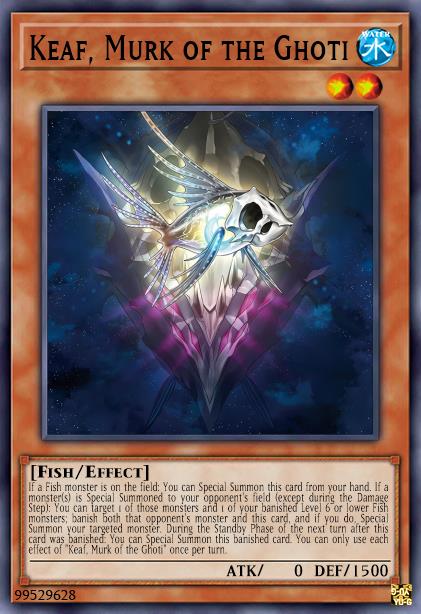 Keaf, Murk of the Ghoti
WATER
水
[Fish/Effect]
If a Fish monster is on the field: You can Special Summon this card from your hand. If a
monster(s) is Special Summoned to your opponent's field (except during the Damage
Step): You can target 1 of those monsters and 1 of your banished Level 6 or lower Fish
monsters; banish both that opponent's monster and this card, and if you do, Special
Summon your targeted monster. During the Standby Phase of the next turn after this
card was banished: You can Special Summon this banished card. You can only use each
effect of "Keaf, Murk of the Ghoti" once per turn.
ATK/ 0 DEF/1500
99529628